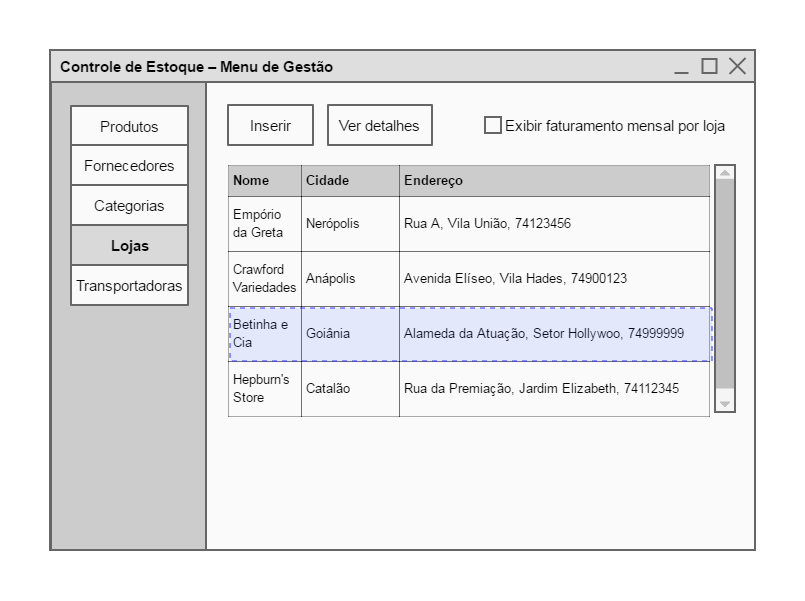 Controle de Estoque – Menu de Gestão
Produtos
Fornecedores
Categorias
Lojas
Transportadoras
Inserir
Ver detalhes
Exibir faturamento mensal por loja
Nome Cidade Endereço
Empório
da Greta
Nerópolis
Rua A, Vila União, 74123456
Crawford
Variedades
Anápolis
Avenida Elíseo, Vila Hades, 74900123
Betinha e
Cia
Goiânia
Alameda da Atuação, Setor Hollywoo, 74999999
Hepburn's
Store
Catalão
Rua da Premiação, Jardim Elizabeth, 74112345